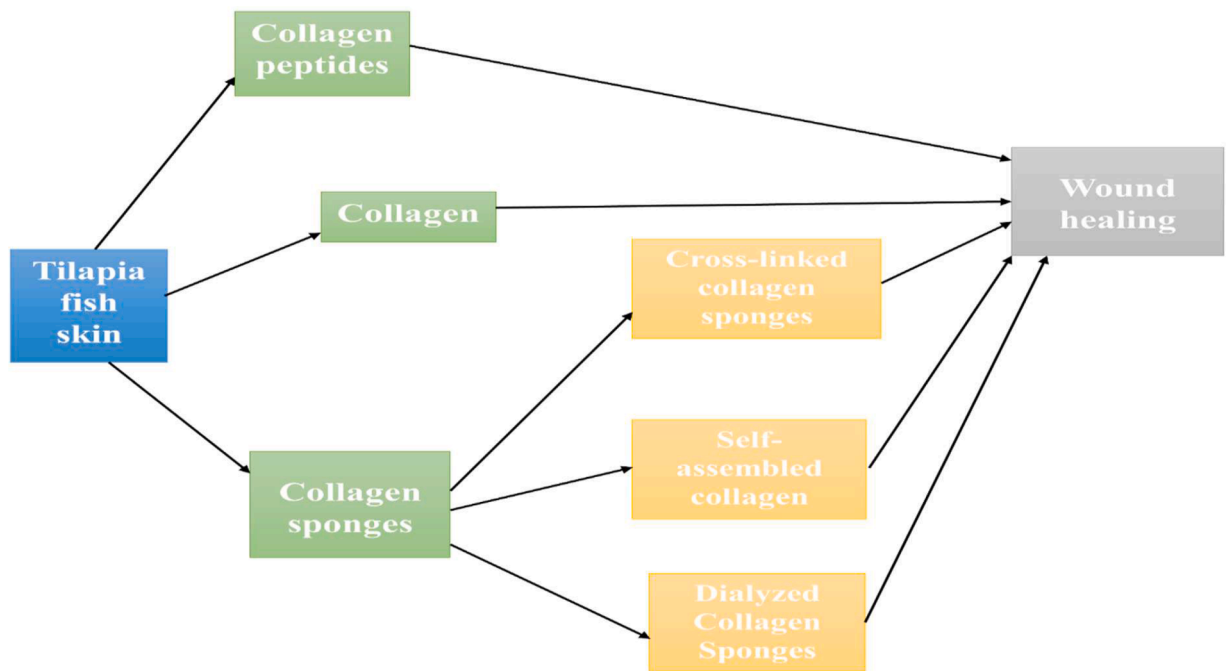 Collagen
peptides
Collagen
Wound
healing
Tilapia
fish
skin
Cross-linked
collagen
sponges
Self-
assembled
collagen
Collagen
sponges
Dialyzed
Collagen
Sponges